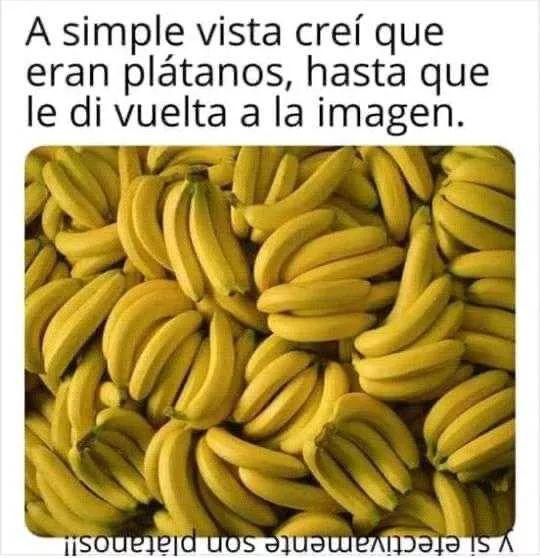 A simple vista creí que
eran plátanos, hasta que
le di vuelta a la imagen.
y si efectivamente son plátanos!!